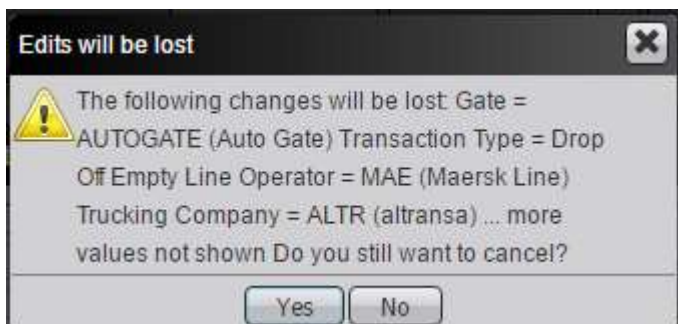 Edits will be lost
The following changes will be lost: Gate =
AUTOGATE (Auto Gate) Transaction Type = Drop
Off Empty Line Operator = MAE (Maersk Line)
Trucking Company = ALTR (altransa) ... more
values not shown Do you still want to cancel?
Yes No